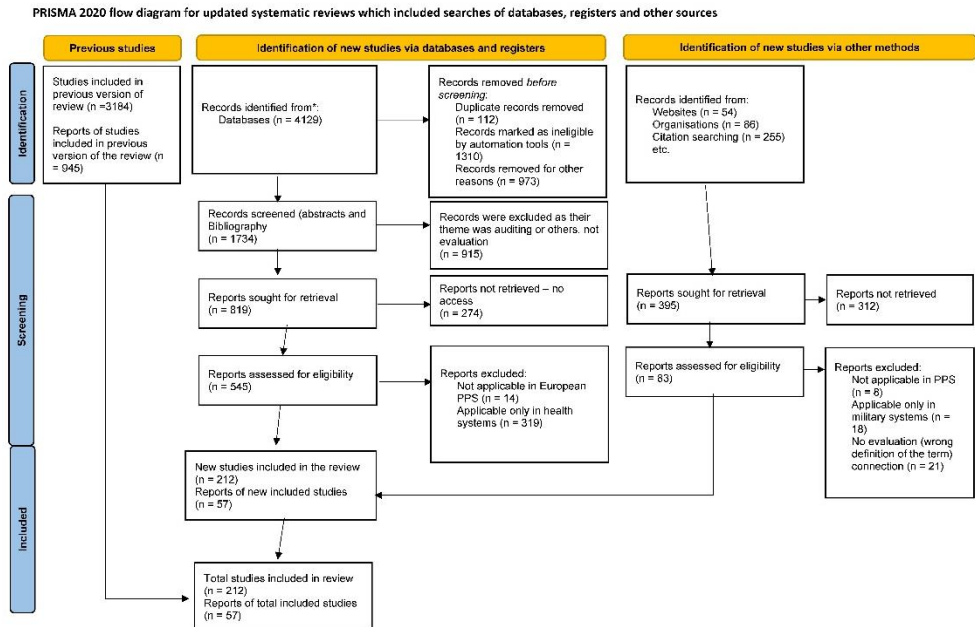 PRISMA 2020 flow diagram for updated systematic reviews which included searches of databases, registers and other sources
Previous studies
Identification of new studies via databases and registers
Identification of new studies via other methods
Identification
Studies included in
previous version of
review (n =3184)
Reports of studies
included in previous
version of the review (n
= 945)
Records identified from*:
Databases (n = 4129)
Records removed before
screening:
Duplicate records removed
(n = 112)
Records marked as ineligible
by automation tools (n =
1310)
Records removed for other
reasons (n = 973)
Records identified from:
Websites (n = 54)
Organisations (n = 86)
Citation searching (n = 255)
etc.
Screening
Records screened (abstracts and
Bibliography
(n = 1734)
Records were excluded as their
theme was auditing or others. not
evaluation
(n = 915)
Reports sought for retrieval
(n = 819)
Reports not retrieved – no
access
(n = 274)
Reports sought for retrieval
(n = 395)
Reports not retrieved
(n = 312)
Reports assessed for eligibility
(n = 545)
Reports excluded:
Not applicable in European
PPS (n = 14)
Applicable only in health
systems (n = 319)
Reports assessed for eligibility
(n = 83)
Reports excluded:
Not applicable in PPS
(n = 8)
Applicable only in
military systems (n =
18)
No evaluation (wrong
definition of the term)
connection (n = 21)
Included
New studies included in the review
(n = 212)
Reports of new included studies
(n = 57)
Total studies included in review
(n = 212)
Reports of total included studies
(n = 57)